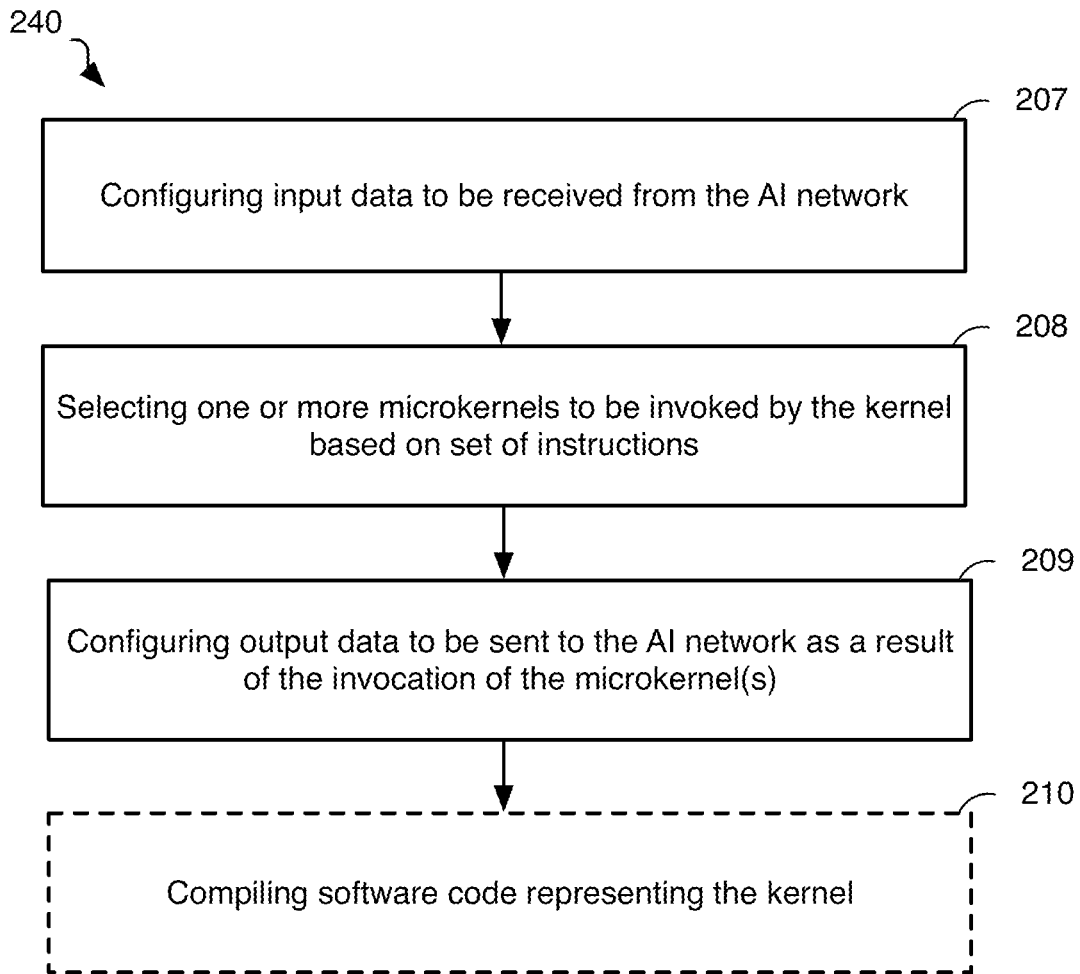 240
207
Configuring input data to be received from the AI network
208
Selecting one or more microkernels to be invoked by the kernel
based on set of instructions
209
Configuring output data to be sent to the AI network as a result
of the invocation of the microkernel(s)
210
Compiling software code representing the kernel